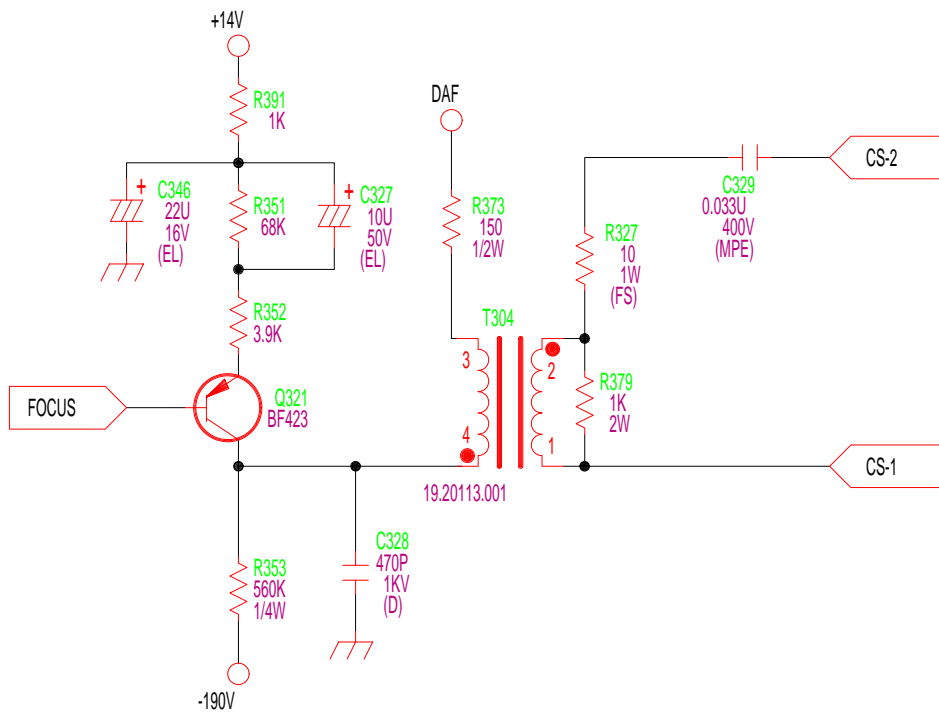 +14V
R391
1K
DAF
CS-2
C346
22U
16V
(EL)
+
R351
68K
+
C327
10U
50V
(EL)
R373
150
1/2W
C329
0.033U
400V
(MPE)
R327
10
1W
(FS)
R352
3.9K
T304
3
2
FOCUS
Q321
BF423
R379
1K
2W
4
1
CS-1
19.20113.001
R353
560K
1/4W
C328
470P
1KV
(D)
-190V